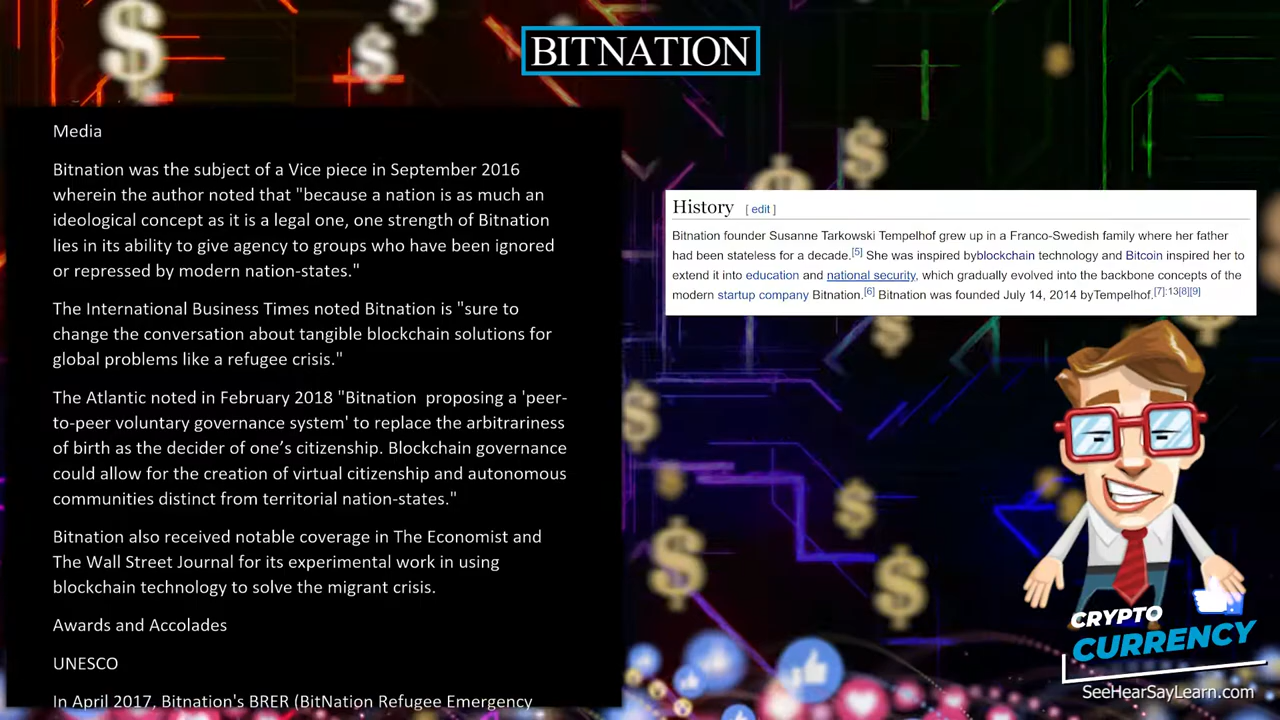 BITNATION
Media
Bitnation was the subject of a Vice piece in September 2016
wherein the author noted that "because a nation is as much an
ideological concept as it is a legal one, one strength of Bitnation
lies in its ability to give agency to groups who have been ignored
or repressed by modern nation-states."
The International Business Times noted Bitnation is "sure to
change the conversation about tangible blockchain solutions for
global problems like a refugee crisis."
The Atlantic noted in February 2018 "Bitnation  proposing a 'peer-
to-peer voluntary governance system' to replace the arbitrariness
of birth as the decider of one’s citizenship. Blockchain governance
could allow for the creation of virtual citizenship and autonomous
communities distinct from territorial nation-states."
Bitnation also received notable coverage in The Economist and
The Wall Street Journal for its experimental work in using
blockchain technology to solve the migrant crisis.
Awards and Accolades
UNESCO
In April 2017, Bitnation's BRER (BitNation Refugee Emergency
History [ edit ]
Bitnation founder Susanne Tarkowski Tempelhof grew up in a Franco-Swedish family where her father
had been stateless for a decade.[5] She was inspired byblockchain technology and Bitcoin inspired her to
extend it into education and national security, which gradually evolved into the backbone concepts of the
modern startup company Bitnation.[6] Bitnation was founded July 14, 2014 byTempelhof.[7]:13[8][9]
CRYPTO
CURRENCY
SeeHearSayLearn.com